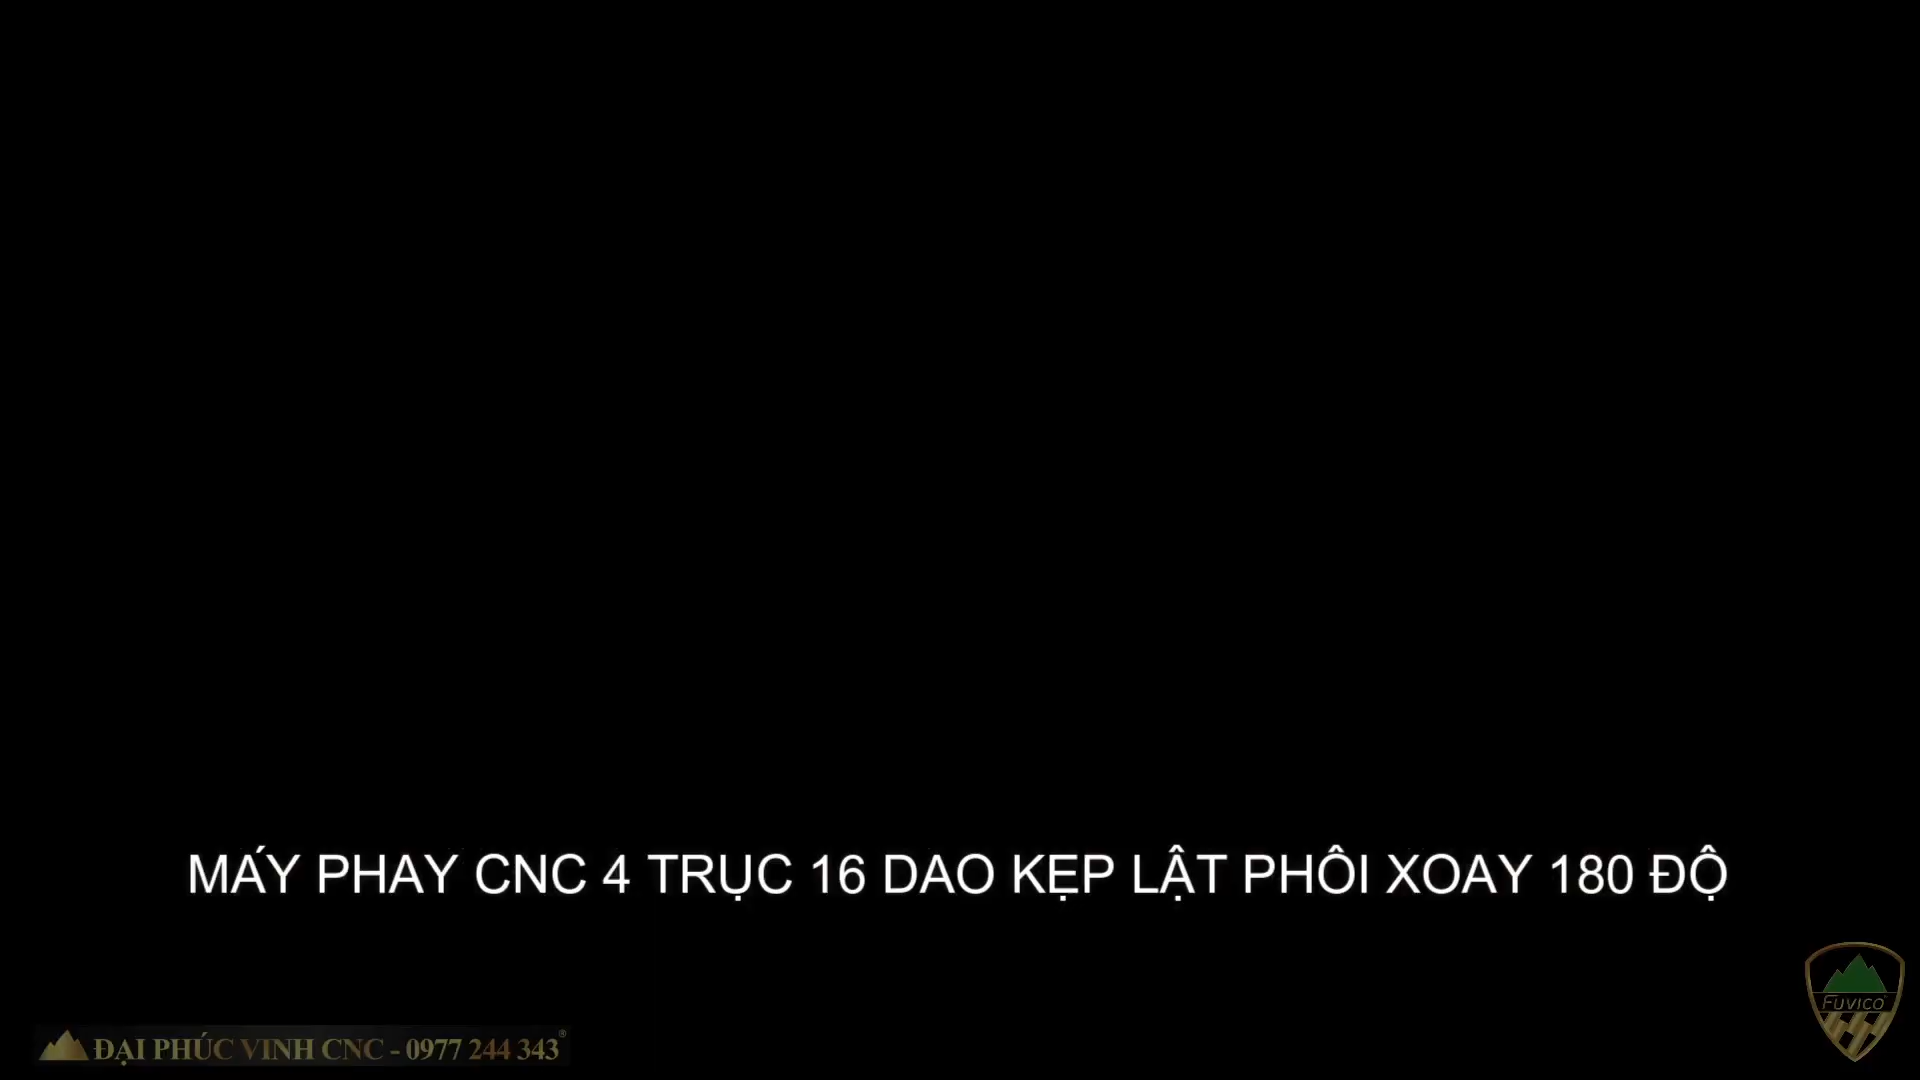 MÁY PHAY CNC 4 TRỤC 16 DAO KẸP LẬT PHÔI XOAY 180 ĐỘ
Fuvico
ĐẠI PHÚC VINH CNC - 0977 244 343®